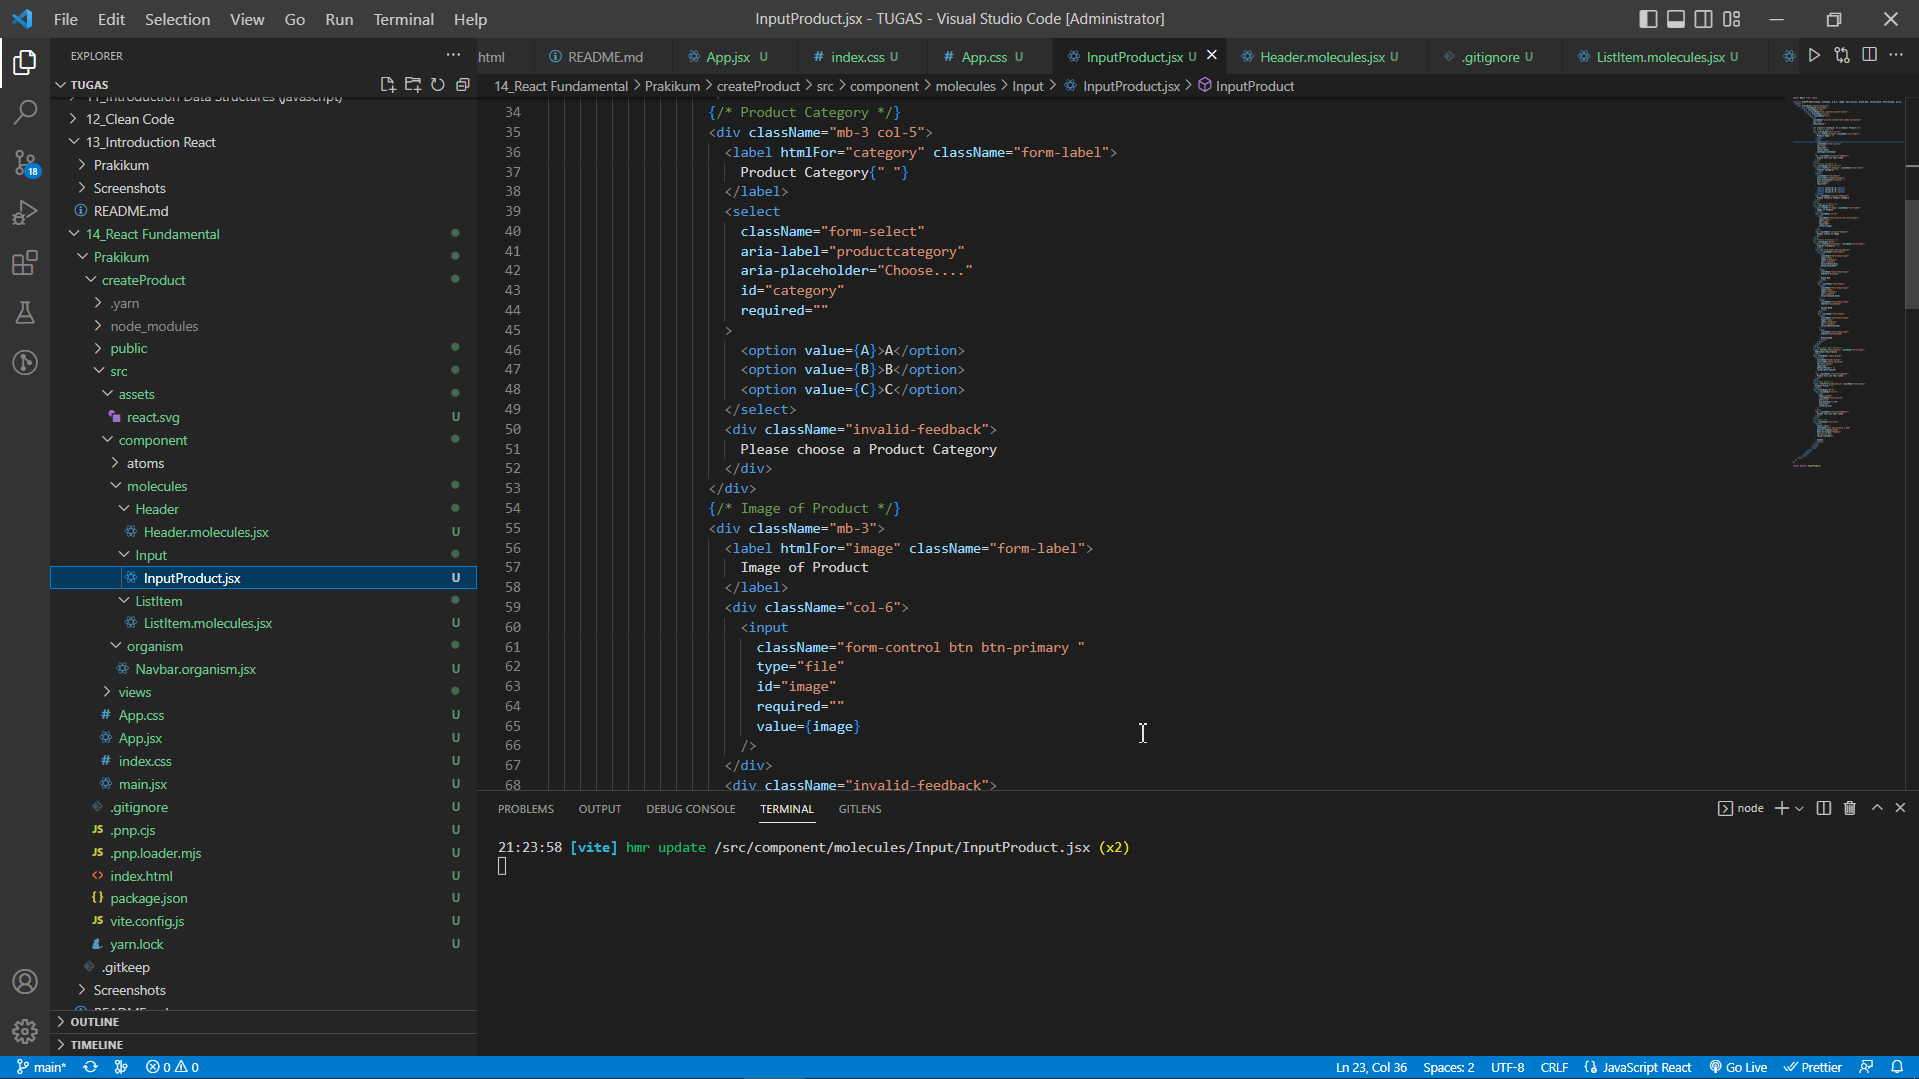 File Edit Selection View Go Run Terminal Help
InputProduct.jsx - TUGAS - Visual Studio Code [Administrator]
EXPLORER
html
README.md
App.jsx U
# index.css U
# App.css U
InputProduct.jsx U
Header.molecules.jsx U
.gitignore U
ListItem.molecules.jsx U
TUGAS
14_React Fundamental > Prakikum > createProduct > src > component > molecules > Input > InputProduct.jsx > InputProduct
11_Introduction Data Structures (javascript)
12_Clean Code
13_Introduction React
Prakikum
Screenshots
README.md
14_React Fundamental
Prakikum
createProduct
.yarn
node_modules
public
src
assets
react.svg U
component
atoms
molecules
Header
Header.molecules.jsx U
Input
InputProduct.jsx U
ListItem
ListItem.molecules.jsx U
organism
Navbar.organism.jsx U
views
# App.css U
App.jsx U
# index.css U
main.jsx U
.gitignore U
JS .pnp.cjs U
JS .pnp.loader.mjs U
<> index.html U
{} package.json U
JS vite.config.js U
yarn.lock U
.gitkeep
Screenshots
OUTLINE
TIMELINE
34 {/* Product Category */}
35 <div className="mb-3 col-5">
36 <label htmlFor="category" className="form-label">
37 Product Category{" "}
38 </label>
39 <select
40 className="form-select"
41 aria-label="productcategory"
42 aria-placeholder="Choose...."
43 id="category"
44 required=""
45 >
46 <option value={A}>A</option>
47 <option value={B}>B</option>
48 <option value={C}>C</option>
49 </select>
50 <div className="invalid-feedback">
51 Please choose a Product Category
52 </div>
53 </div>
54 {/* Image of Product */}
55 <div className="mb-3">
56 <label htmlFor="image" className="form-label">
57 Image of Product
58 </label>
59 <div className="col-6">
60 <input
61 className="form-control btn btn-primary "
62 type="file"
63 id="image"
64 required=""
65 value={image}
66 />
67 </div>
68 <div className="invalid-feedback">
PROBLEMS OUTPUT DEBUG CONSOLE TERMINAL GITLENS
node
21:23:58 [vite] hmr update /src/component/molecules/Input/InputProduct.jsx (x2)
18
main* 0 0
Ln 23, Col 36 Spaces: 2 UTF-8 CRLF {} JavaScript React Go Live Prettier